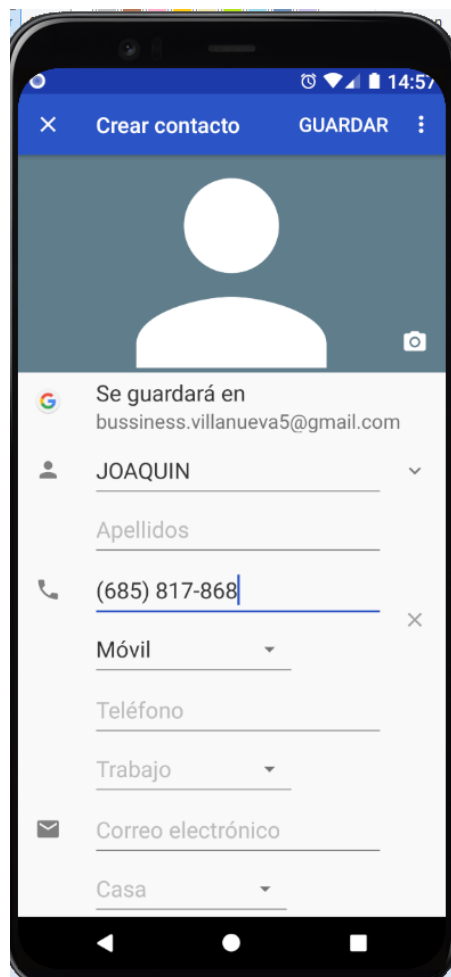 14:57
Crear contacto GUARDAR
Se guardará en
bussiness.villanueva5@gmail.com
JOAQUIN
Apellidos
(685) 817-868
Móvil
Teléfono
Trabajo
Correo electrónico
Casa